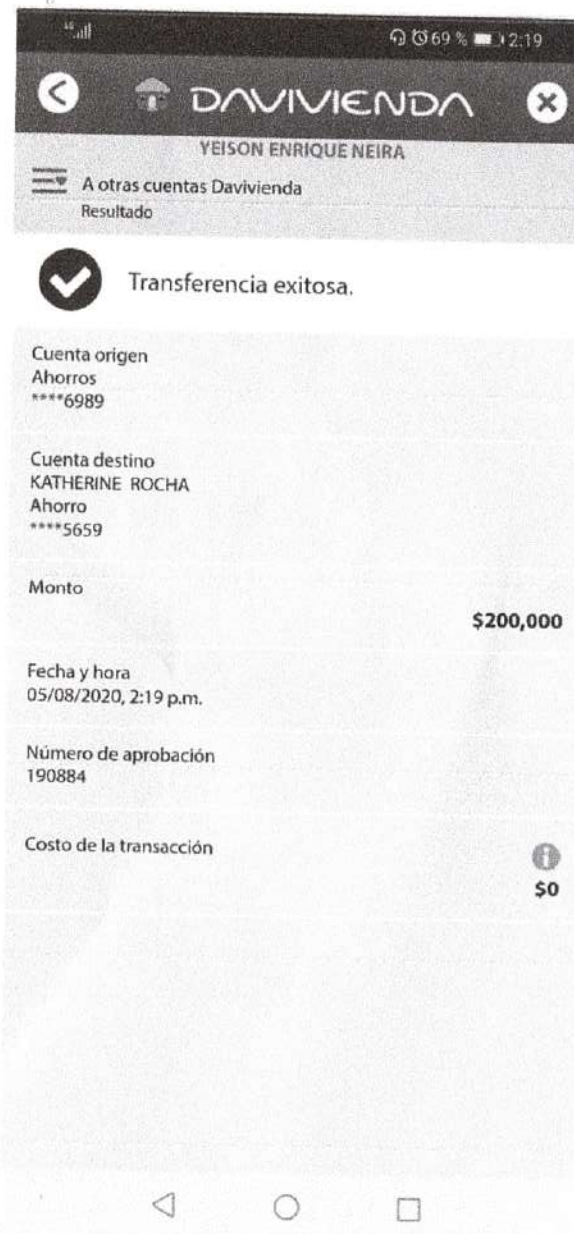 69 % 2:19
DAVIVIENDA
YEISON ENRIQUE NEIRA
A otras cuentas Davivienda
Resultado
Transferencia exitosa.
Cuenta origen
Ahorros
****6989
Cuenta destino
KATHERINE ROCHA
Ahorro
****5659
Monto
$200,000
Fecha y hora
05/08/2020, 2:19 p.m.
Número de aprobación
190884
Costo de la transacción
$0